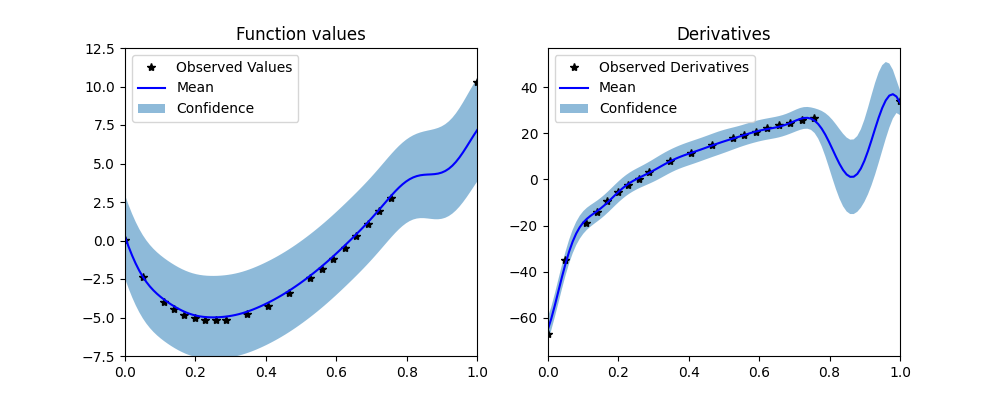 Function values
Observed Values
Mean
Confidence
12.5
10.0
7.5
5.0
2.5
0.0
−2.5
−5.0
−7.5
0.0 0.2 0.4 0.6 0.8 1.0
Derivatives
Observed Derivatives
Mean
Confidence
40
20
0
−20
−40
−60
0.0 0.2 0.4 0.6 0.8 1.0